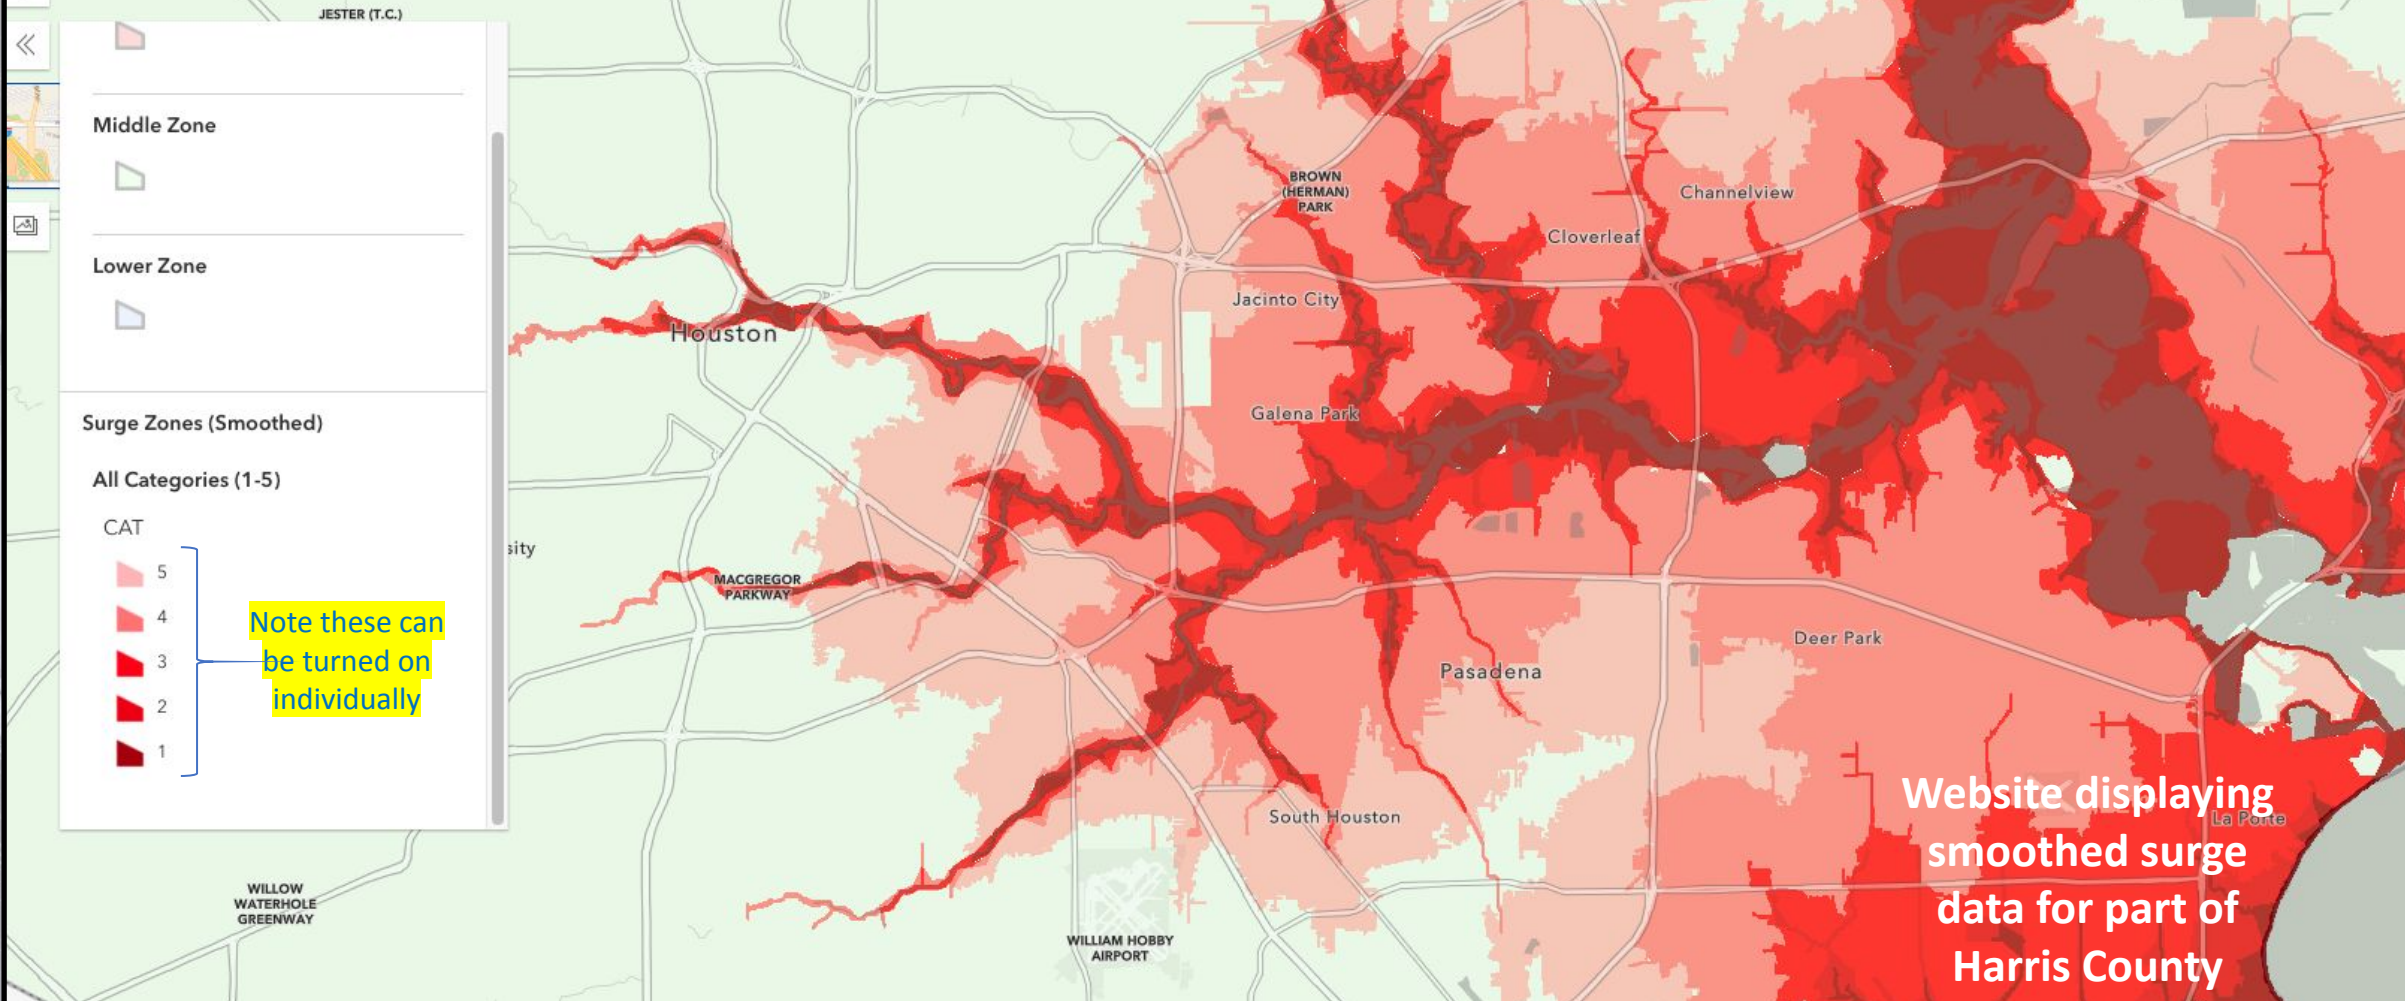 JESTER (T.C.)
Middle Zone
Lower Zone
Surge Zones (Smoothed)
All Categories (1-5)
CAT
5
4
3
2
1
Note these can
be turned on
individually
sity
Houston
MACGREGOR
PARKWAY
BROWN
(HERMAN)
PARK
Channelview
Cloverleaf
Jacinto City
Galena Park
Deer Park
Pasadena
South Houston
La Porte
WILLOW
WATERHOLE
GREENWAY
WILLIAM HOBBY
AIRPORT
Website displaying
smoothed surge
data for part of
Harris County